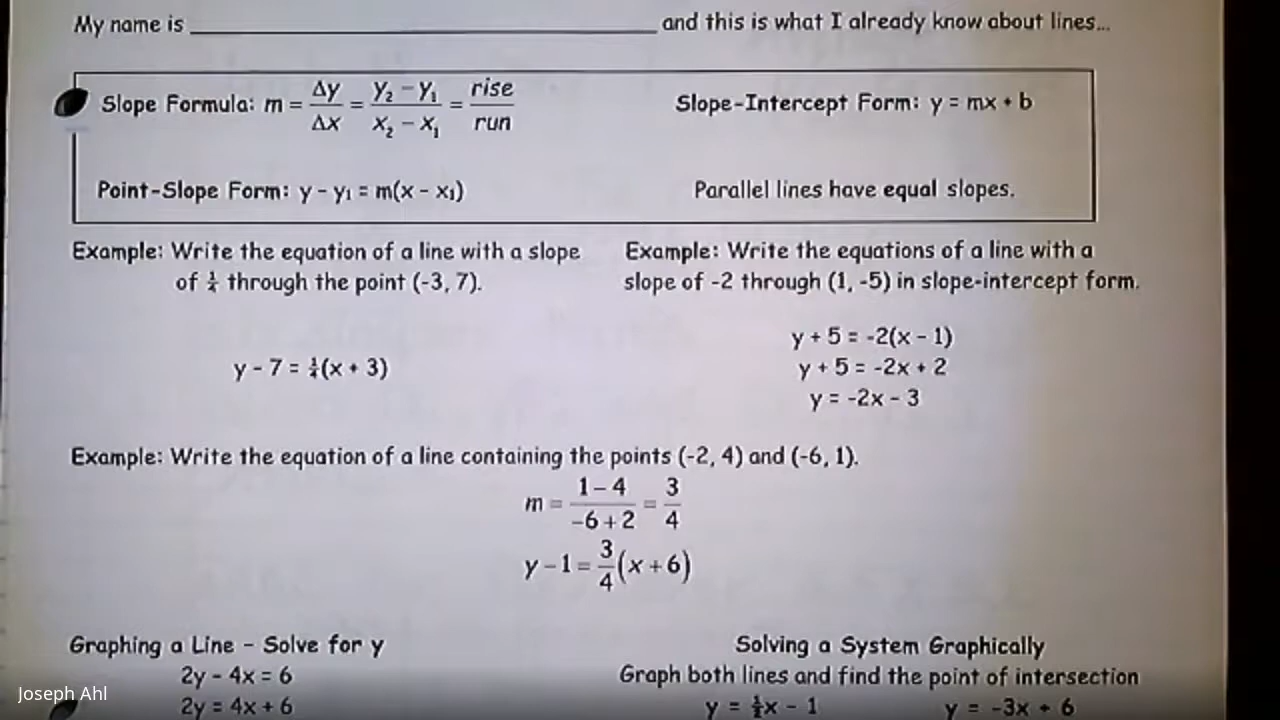 My name is ______________________ and this is what I already know about lines...
Slope Formula: m = Δy/Δx = (y₂ − y₁)/(x₂ − x₁) = rise/run
Slope-Intercept Form: y = mx + b
Point-Slope Form: y - y₁ = m(x - x₁)
Parallel lines have equal slopes.
Example: Write the equation of a line with a slope
of ¼ through the point (-3, 7).
y - 7 = ¼(x + 3)
Example: Write the equations of a line with a
slope of -2 through (1, -5) in slope-intercept form.
y + 5 = -2(x - 1)
y + 5 = -2x + 2
y = -2x - 3
Example: Write the equation of a line containing the points (-2, 4) and (-6, 1).
m = (1 − 4)/(−6 + 2) = 3/4
y − 1 = 3/4(x + 6)
Graphing a Line - Solve for y
2y - 4x = 6
2y = 4x + 6
Solving a System Graphically
Graph both lines and find the point of intersection
y = x - 1 y = -3x + 6
Joseph Ahl